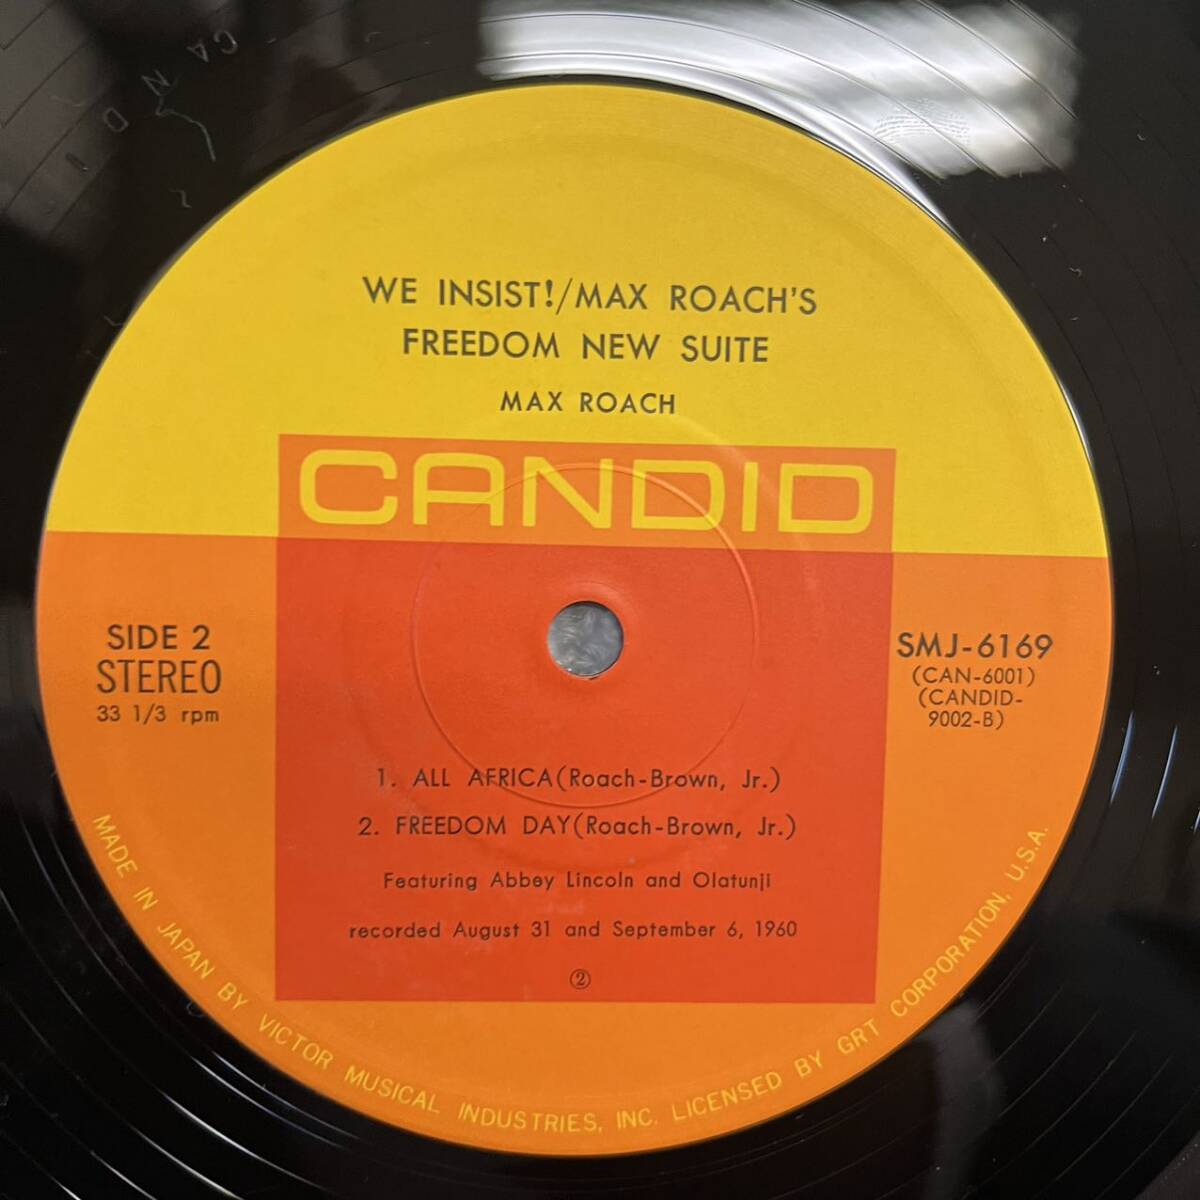 CANDID
WE INSIST!/MAX ROACH'S
FREEDOM NEW SUITE
MAX ROACH
CANDID
SIDE 2
STEREO
33 1/3 rpm
SMJ-6169
(CAN-6001)
(CANDID-
9002-B)
1. ALL AFRICA(Roach-Brown, Jr.)
2. FREEDOM DAY(Roach-Brown, Jr.)
Featuring Abbey Lincoln and Olatunji
recorded August 31 and September 6, 1960
②
MADE IN JAPAN BY VICTOR MUSICAL INDUSTRIES, INC. LICENSED BY GRT CORPORATION, U.S.A.